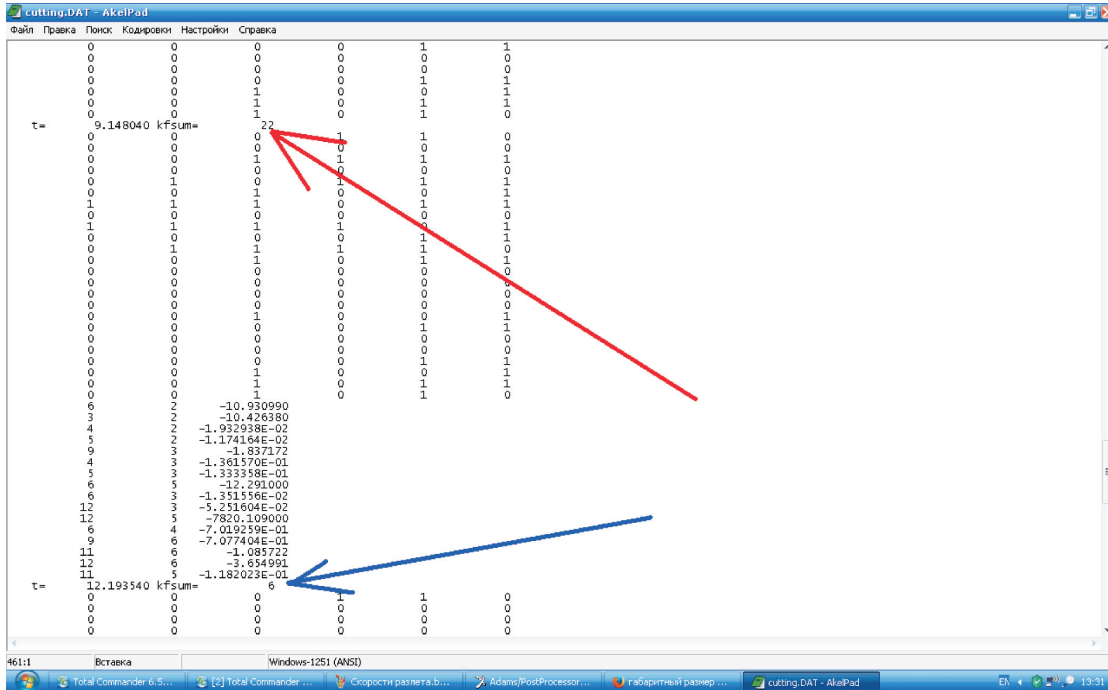 cutting.DAT - AkelPad
Файл Правка Поиск Кодировки Настройки Справка
0 0 0 0 1 1
0 0 0 0 0 0
0 0 0 0 0 0
0 0 0 0 1 1
0 0 1 0 0 1
0 0 1 0 1 1
0 0 1 0 1 0
t= 9.148040 kfsum= 22
0 0 0 1 1 0
0 0 0 0 0 0
0 0 1 1 1 1
0 0 0 0 0 0
0 1 0 1 1 1
0 0 1 0 0 1
1 1 1 0 1 1
0 0 0 0 0 0
1 1 1 1 0 1
0 0 0 0 1 1
0 1 1 1 1 0
0 0 1 1 1 1
0 0 0 0 0 0
0 0 0 0 0 0
0 0 0 0 0 0
0 0 0 0 0 0
0 0 1 0 0 1
0 0 0 0 1 1
0 0 0 0 0 0
0 0 0 0 0 0
0 0 0 0 1 1
0 0 1 0 0 1
0 0 1 0 1 1
0 0 1 0 1 0
6 2 -10.930990
3 2 -10.426380
4 2 -1.932938E-02
5 2 -1.174164E-02
9 3 -1.837172
4 3 -1.361570E-01
5 3 -1.333358E-01
6 5 -12.291000
6 3 -1.351556E-02
12 3 -5.251604E-02
12 5 -7820.109000
6 4 -7.019259E-01
9 6 -7.077404E-01
11 6 -1.085722
12 6 -3.654991
11 5 -1.182023E-01
t= 12.193540 kfsum= 6
0 0 0 1 1 0
0 0 0 0 0 0
0 0 0 0 0 0
0 0 0 0 0 0
461:1 Вставка Windows-1251 (ANSI)
Total Commander 6.5... [2] Total Commander ... Скорости разлета.b... Adams/PostProcessor... габаритный размер ... cutting.DAT - AkelPad EN 13:31